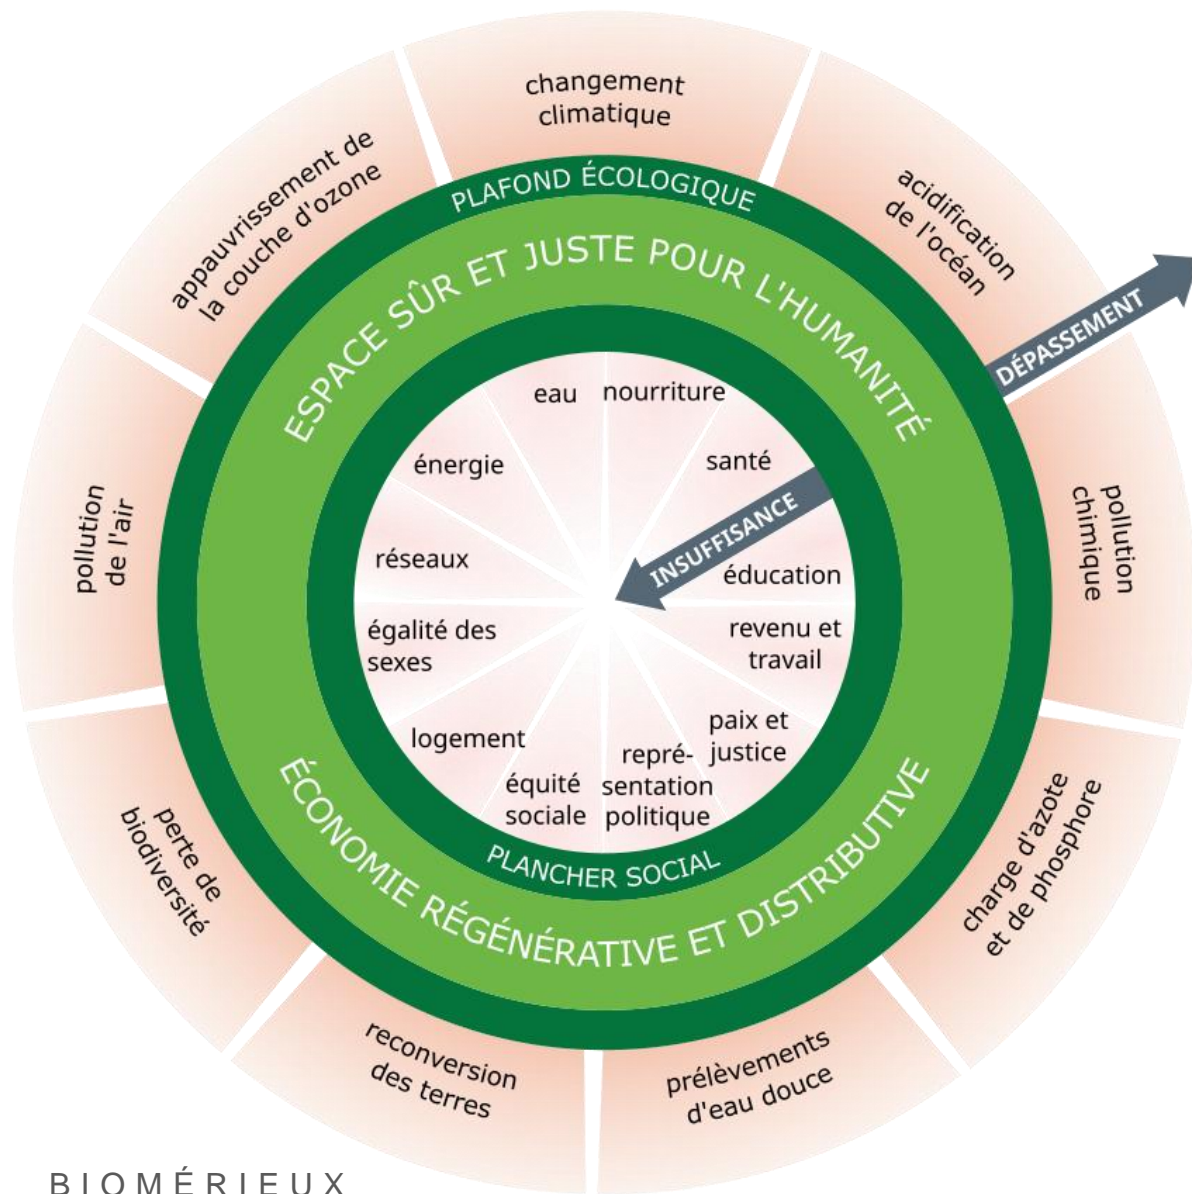 changement
climatique
acidification
de l'océan
pollution
chimique
charge d'azote
et de phosphore
prélèvements
d'eau douce
reconversion
des terres
perte de
biodiversité
pollution
de l'air
appauvrissement de
la couche d'ozone
PLAFOND ÉCOLOGIQUE
ESPACE SÛR ET JUSTE POUR L'HUMANITÉ
DÉPASSEMENT
eau
nourriture
santé
INSUFFISANCE
éducation
revenu et
travail
paix et
justice
repré-
sentation
politique
équité
sociale
logement
égalité des
sexes
réseaux
énergie
PLANCHER SOCIAL
ÉCONOMIE RÉGÉNÉRATIVE ET DISTRIBUTIVE
BIOMÉRIEUX